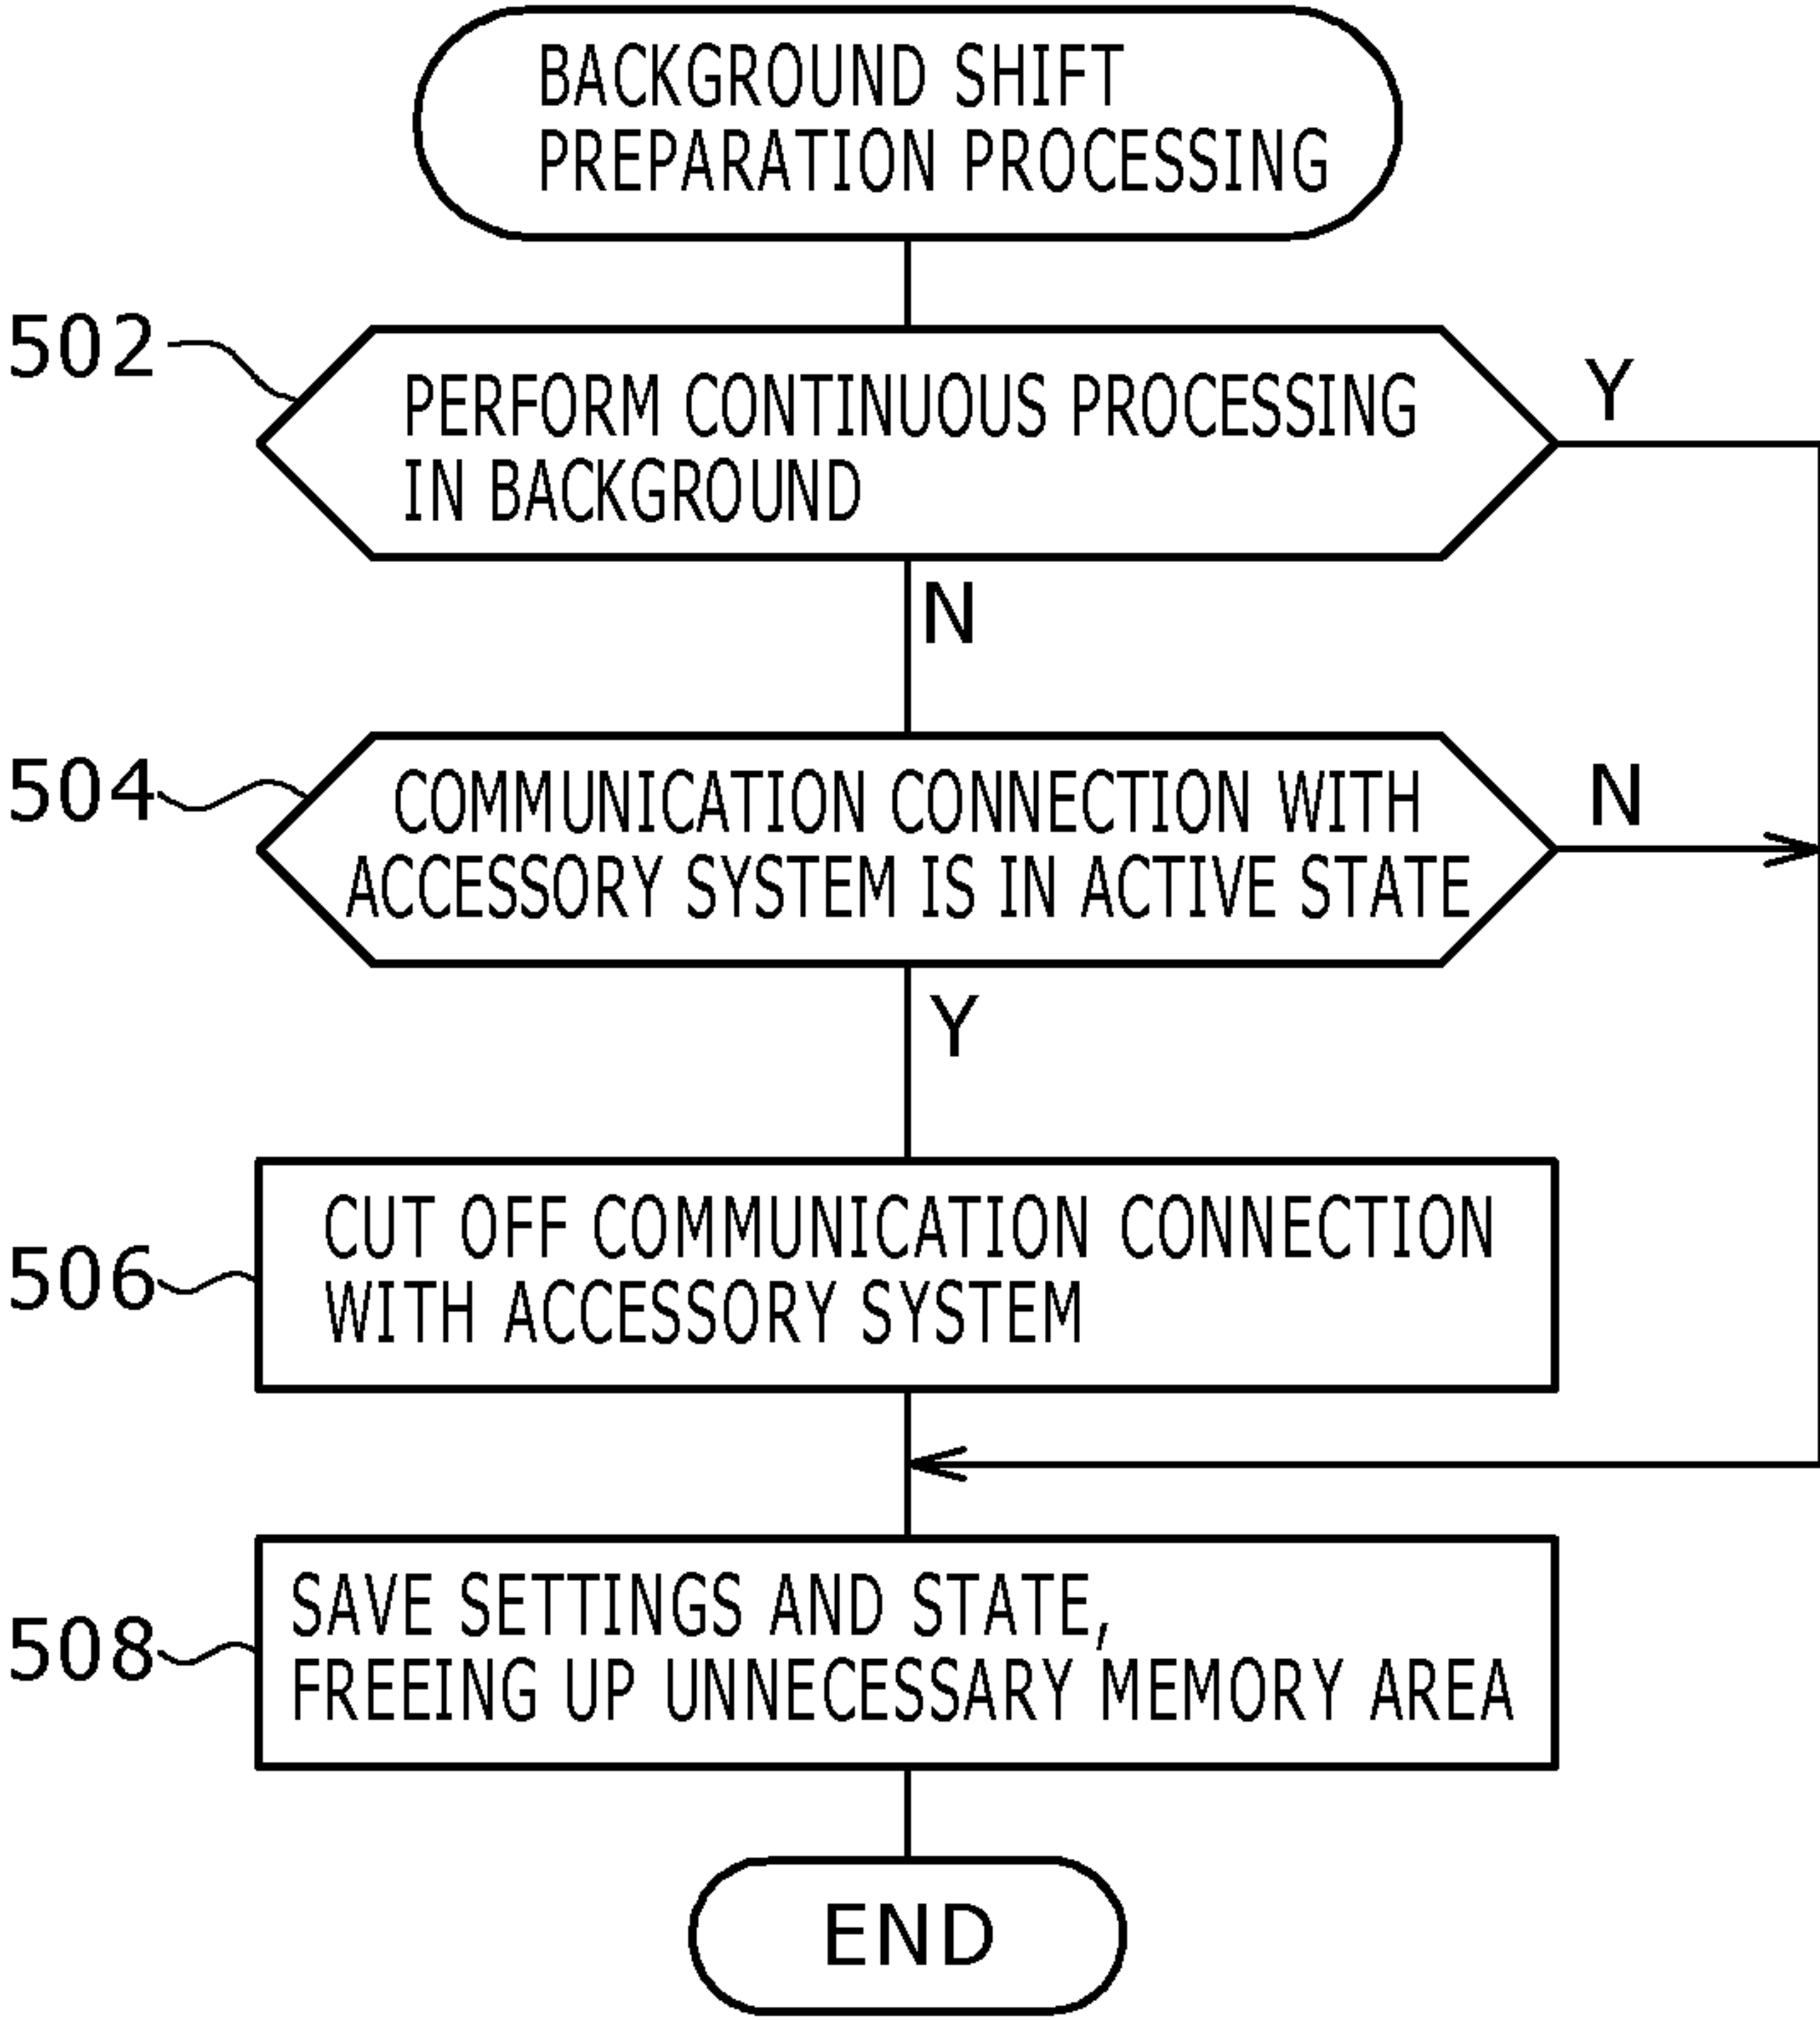 BACKGROUND SHIFT
PREPARATION PROCESSING
502
PERFORM CONTINUOUS PROCESSING
IN BACKGROUND
Y
N
504
COMMUNICATION CONNECTION WITH
ACCESSORY SYSTEM IS IN ACTIVE STATE
N
Y
506
CUT OFF COMMUNICATION CONNECTION
WITH ACCESSORY SYSTEM
508
SAVE SETTINGS AND STATE,
FREEING UP UNNECESSARY MEMORY AREA
END